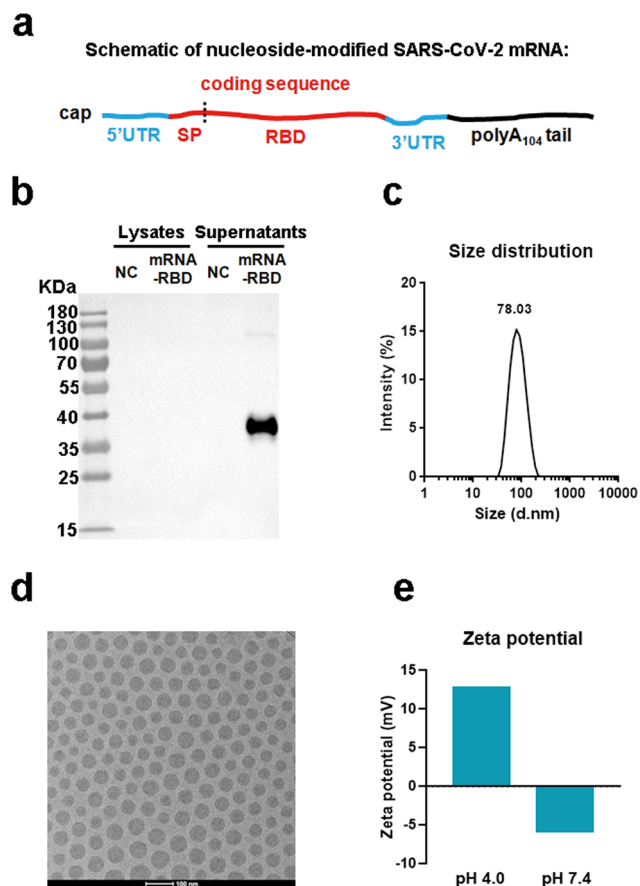 a
Schematic of nucleoside-modified SARS-CoV-2 mRNA:
coding sequence
cap
5'UTR
SP
RBD
3'UTR
polyA104 tail
b
Lysates Supernatants
NC mRNA-RBD NC mRNA-RBD
KDa
180
130
100
70
55
40
35
25
15
c
Size distribution
78.03
Intensity (%)
20
15
10
5
0
1 10 100 1000 10000
Size (d.nm)
d
100 nm
e
Zeta potential
Zeta potential (mV)
15
10
5
0
-5
-10
pH 4.0 pH 7.4